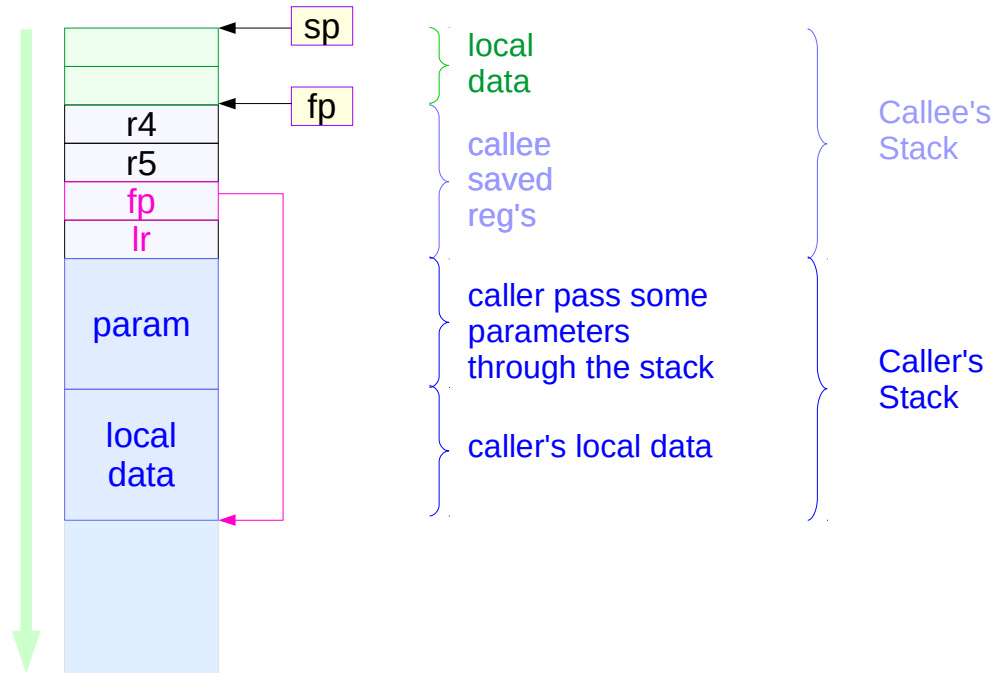 sp
fp
r4
r5
fp
lr
param
local
data
local
data
callee
saved
reg's
caller pass some
parameters
through the stack
caller's local data
Callee's
Stack
Caller's
Stack